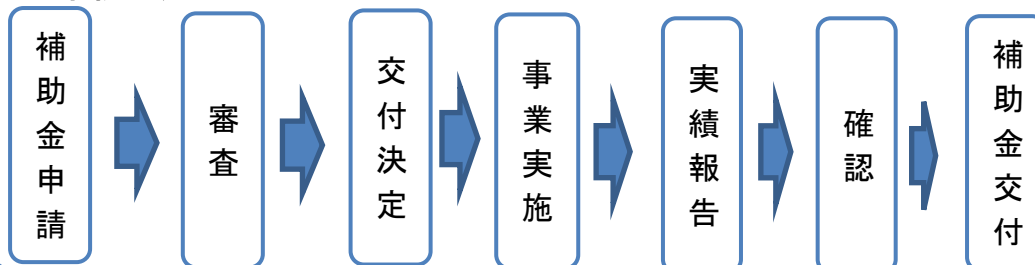 補助金申請
審査
交付決定
事業実施
実績報告
確認
補助金交付